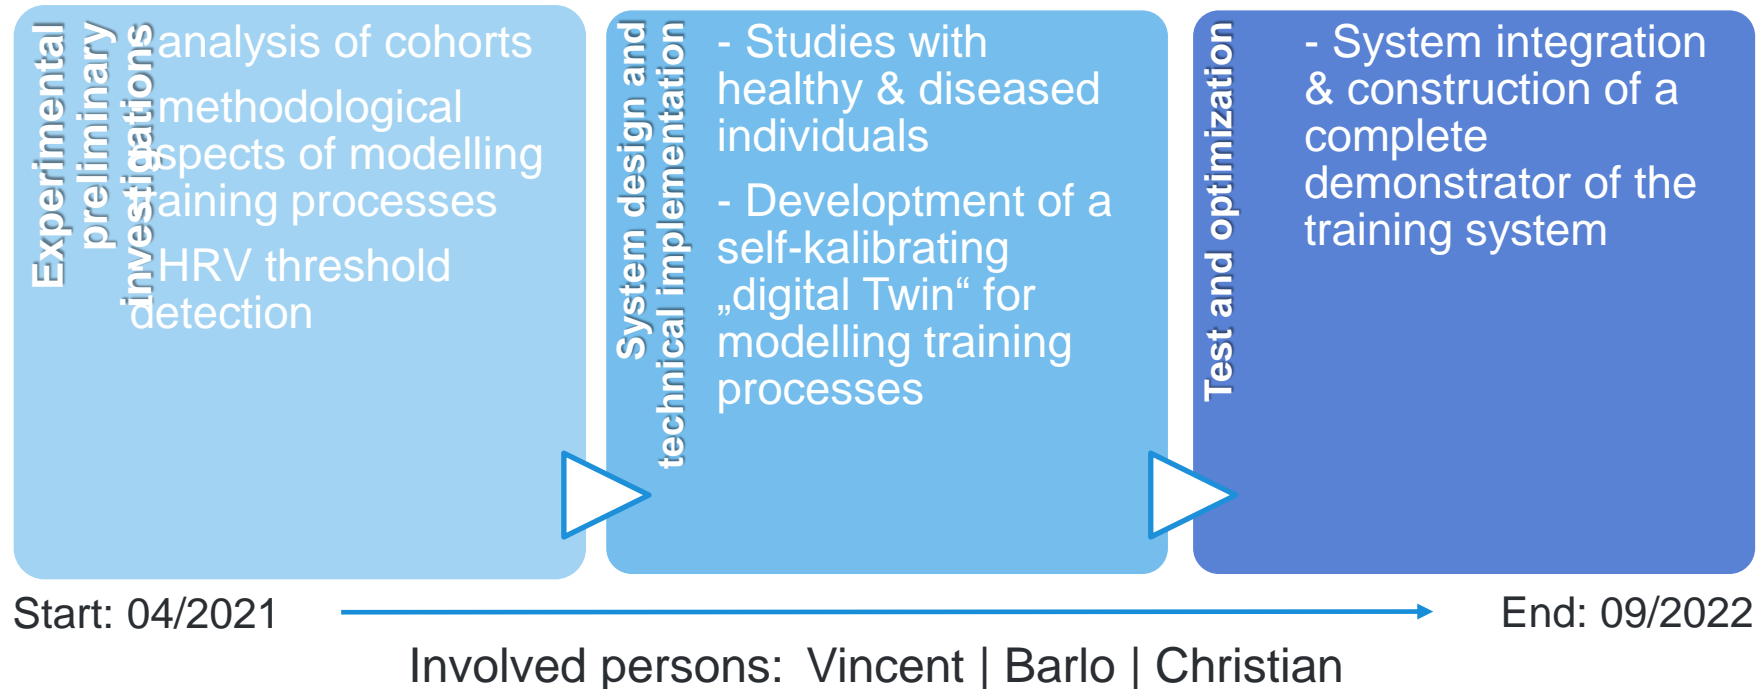 Experimental
preliminary
investigations
- analysis of cohorts
- methodological
aspects of modelling
training processes
- HRV threshold
detection
System design and
technical implementation
- Studies with
healthy & diseased
individuals
- Developtment of a
self-kalibrating
„digital Twin“ for
modelling training
processes
Test and optimization
- System integration
& construction of a
complete
demonstrator of the
training system
Start: 04/2021
End: 09/2022
Involved persons: Vincent | Barlo | Christian